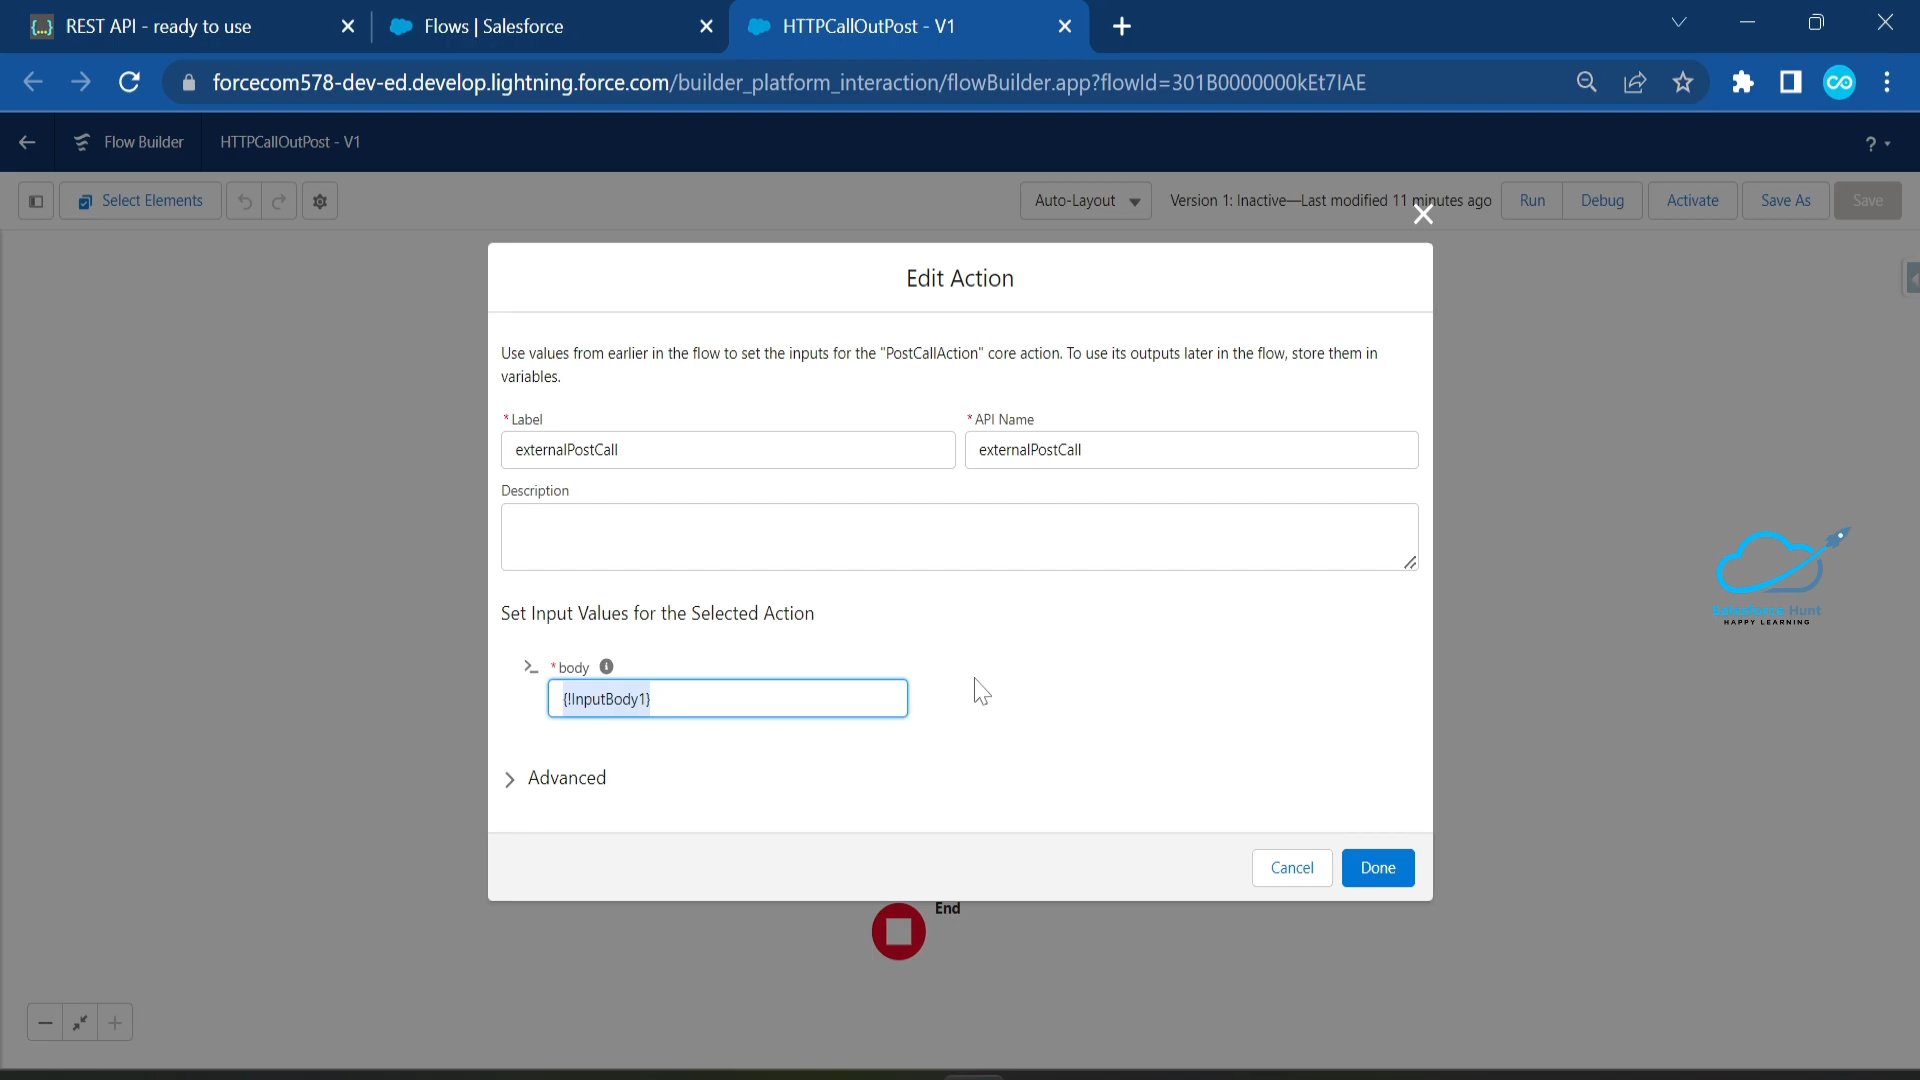 REST API - ready to use
Flows | Salesforce
HTTPCallOutPost - V1
forcecom578-dev-ed.develop.lightning.force.com/builder_platform_interaction/flowBuilder.app?flowId=301B0000000kEt7IAE
Flow Builder
HTTPCallOutPost - V1
?
Select Elements
Auto-Layout
Version 1: Inactive—Last modified 11 minutes ago
Run
Debug
Activate
Save As
Save
Edit Action
Use values from earlier in the flow to set the inputs for the "PostCallAction" core action. To use its outputs later in the flow, store them in
variables.
* Label
* API Name
externalPostCall
externalPostCall
Description
Set Input Values for the Selected Action
* body
{!InputBody1}
Advanced
Cancel
Done
End
Salesforce Hunt
HAPPY LEARNING